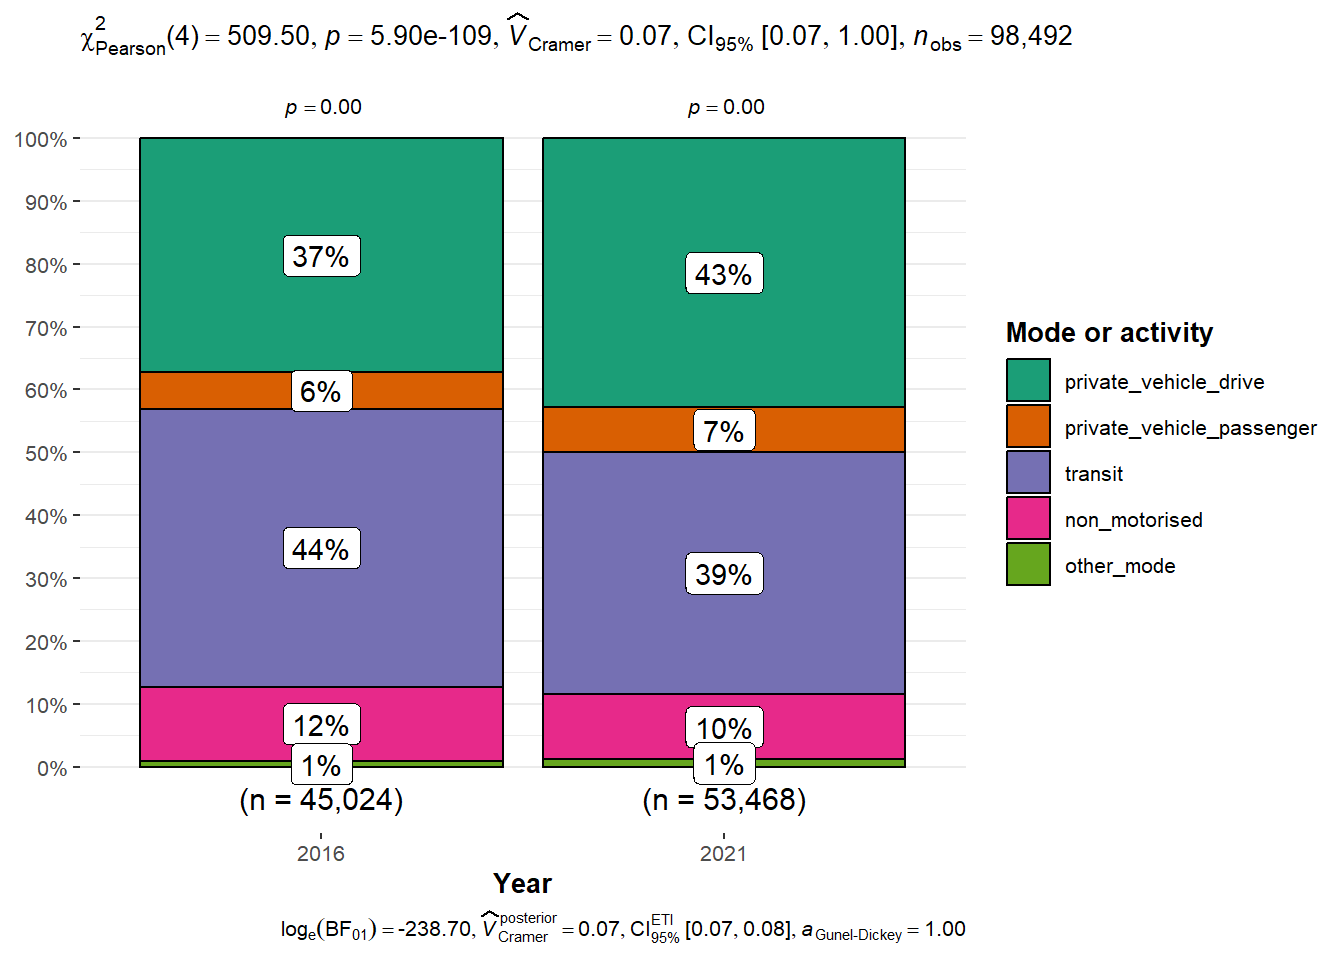 χ²Pearson(4) = 509.50, p = 5.90e-109, V̂Cramer = 0.07, CI95% [0.07, 1.00], nobs = 98,492
p = 0.00 p = 0.00
100%
90%
80%
70%
60%
50%
40%
30%
20%
10%
0%
37%
6%
44%
12%
1%
(n = 45,024)
43%
7%
39%
10%
1%
(n = 53,468)
2016 2021
Year
Mode or activity
private_vehicle_drive
private_vehicle_passenger
transit
non_motorised
other_mode
loge(BF01) = -238.70, V̂posteriorCramer = 0.07, CIETI95% [0.07, 0.08], aGunel-Dickey = 1.00